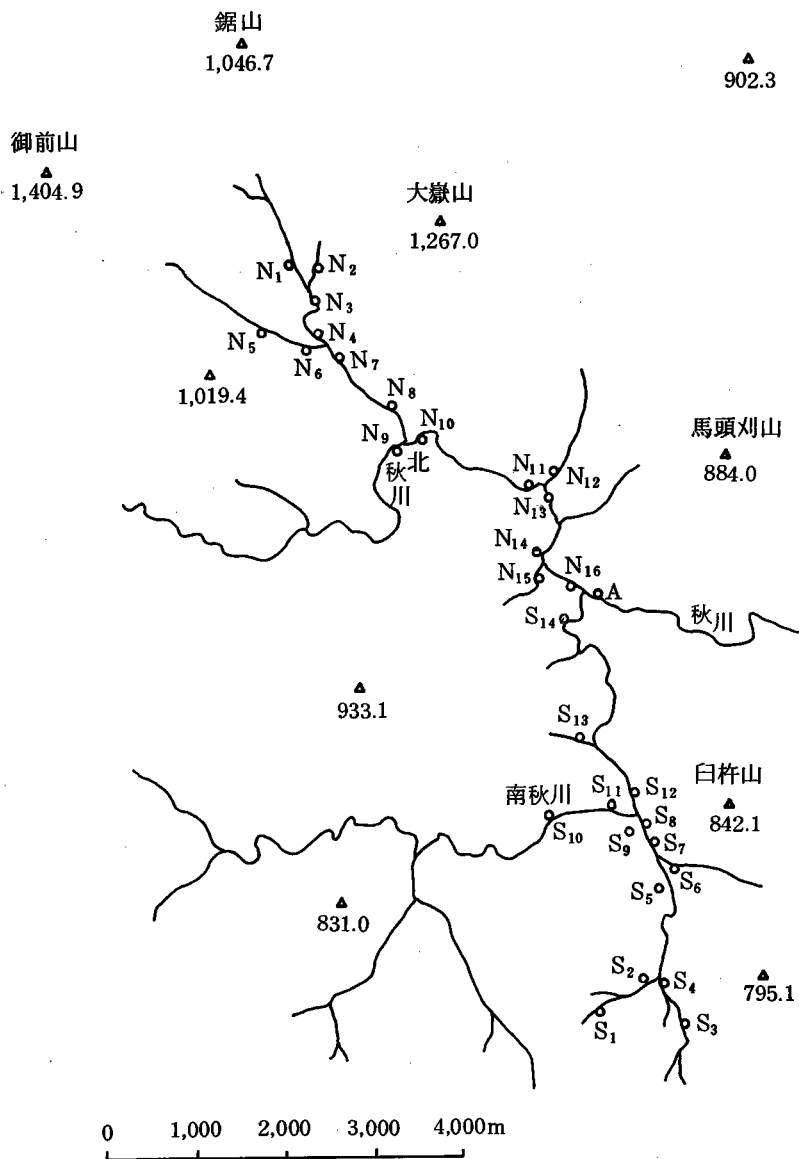 鋸山
1,046.7
902.3
御前山
1,404.9
大嶽山
1,267.0
N₁
N₂
N₃
N₄
N₅
N₆
N₇
1,019.4
N₈
N₉
N₁₀
北秋川
馬頭刈山
884.0
N₁₁
N₁₂
N₁₃
N₁₄
N₁₅
N₁₆
A
S₁₄
秋川
933.1
S₁₃
南秋川
S₁₁
S₁₂
臼杵山
842.1
S₁₀
S₈
S₉
S₇
S₆
S₅
831.0
S₂
S₄
795.1
S₁
S₃
0 1,000 2,000 3,000 4,000m